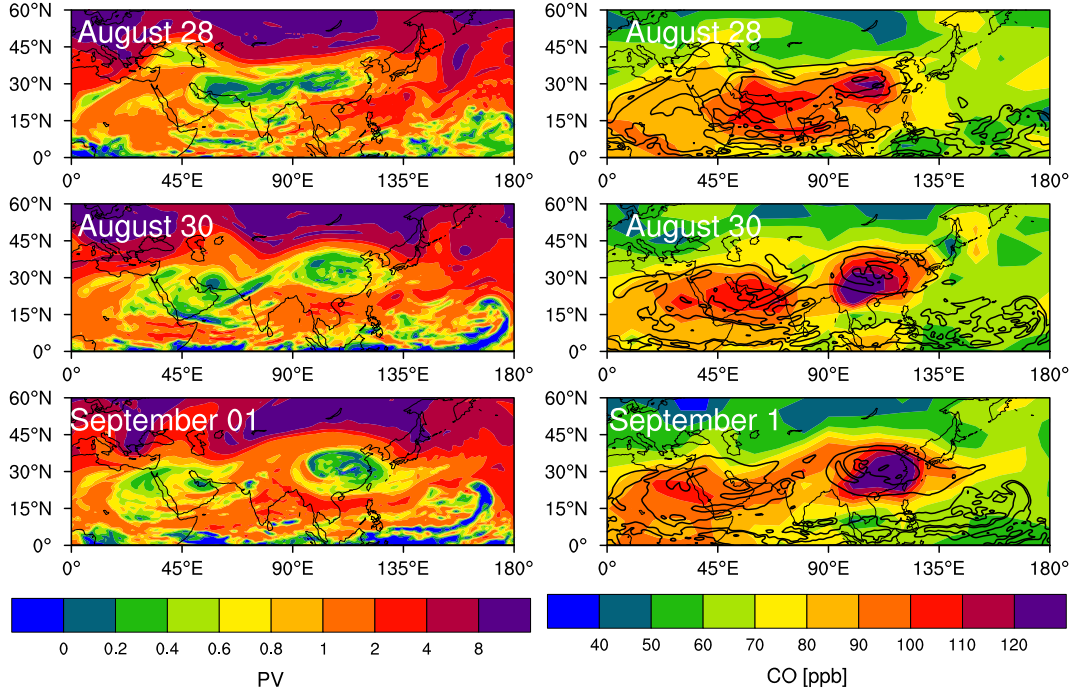 60°N
45°N
30°N
15°N
0°
August 28
0°
45°E
90°E
135°E
180°
60°N
45°N
30°N
15°N
0°
August 28
0°
45°E
90°E
135°E
180°
60°N
45°N
30°N
15°N
0°
August 30
0°
45°E
90°E
135°E
180°
60°N
45°N
30°N
15°N
0°
August 30
0°
45°E
90°E
135°E
180°
60°N
45°N
30°N
15°N
0°
September 01
0°
45°E
90°E
135°E
180°
60°N
45°N
30°N
15°N
0°
September 1
0°
45°E
90°E
135°E
180°
0 0.2 0.4 0.6 0.8 1 2 4 8
PV
40 50 60 70 80 90 100 110 120
CO [ppb]